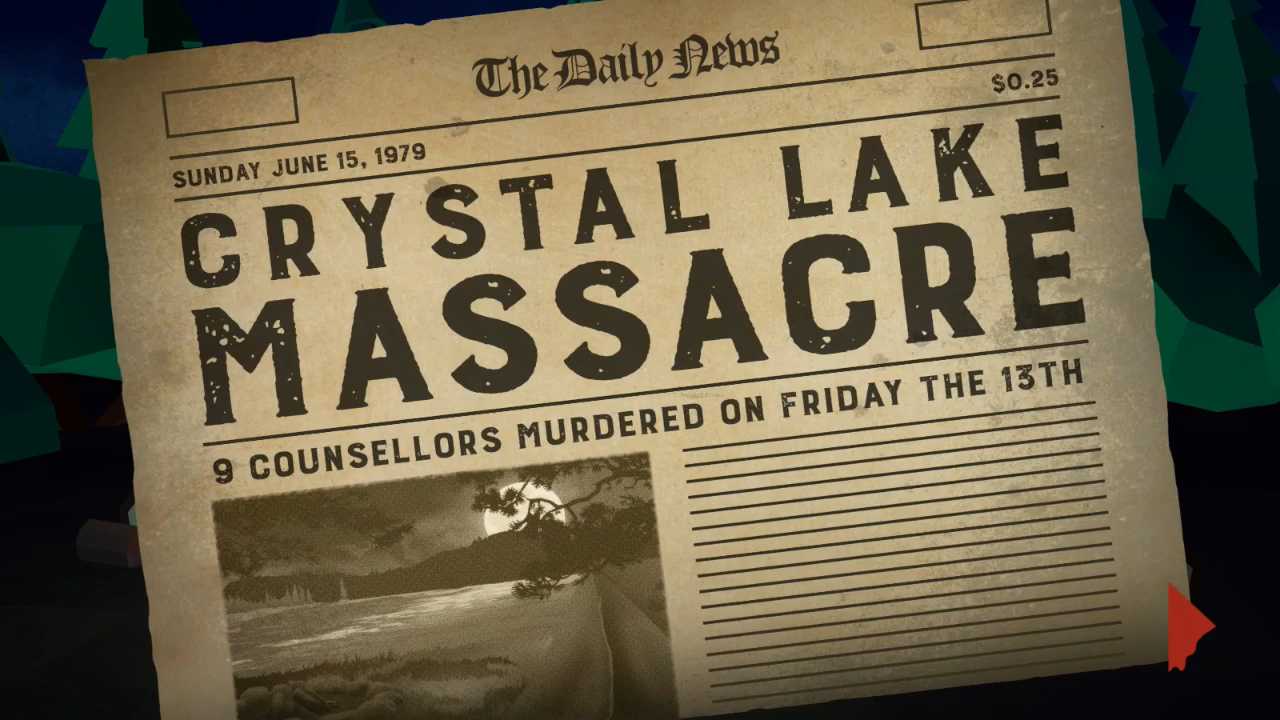 The Daily News
$0.25
SUNDAY JUNE 15, 1979
CRYSTAL LAKE
MASSACRE
9 COUNSELLORS MURDERED ON FRIDAY THE 13TH